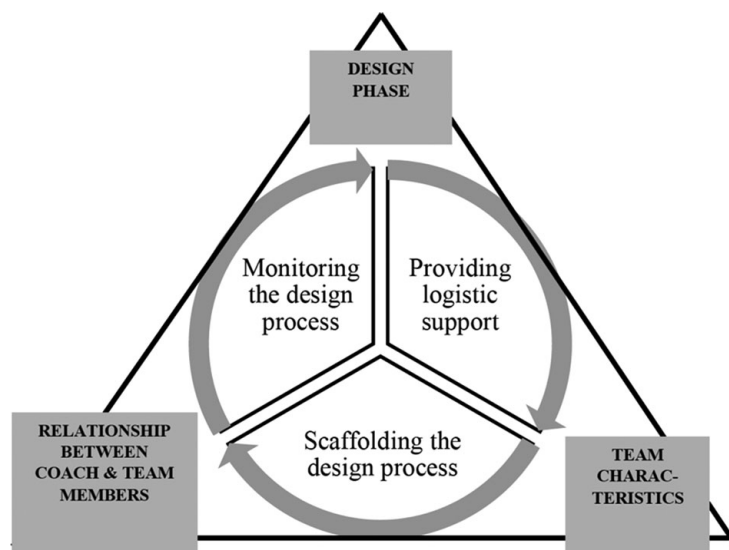 DESIGN
PHASE
Monitoring
the design
process
Providing
logistic
support
Scaffolding the
design process
RELATIONSHIP
BETWEEN
COACH & TEAM
MEMBERS
TEAM
CHARAC-
TERISTICS